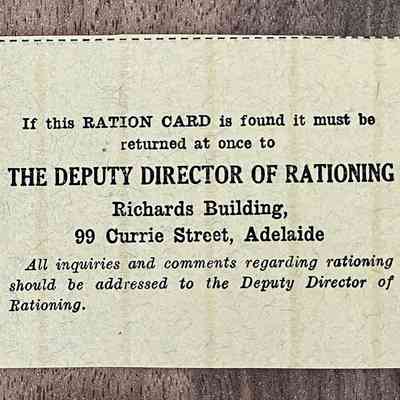 If this RATION CARD is found it must be
returned at once to
THE DEPUTY DIRECTOR OF RATIONING
Richards Building,
99 Currie Street, Adelaide
All inquiries and comments regarding rationing
should be addressed to the Deputy Director of
Rationing.